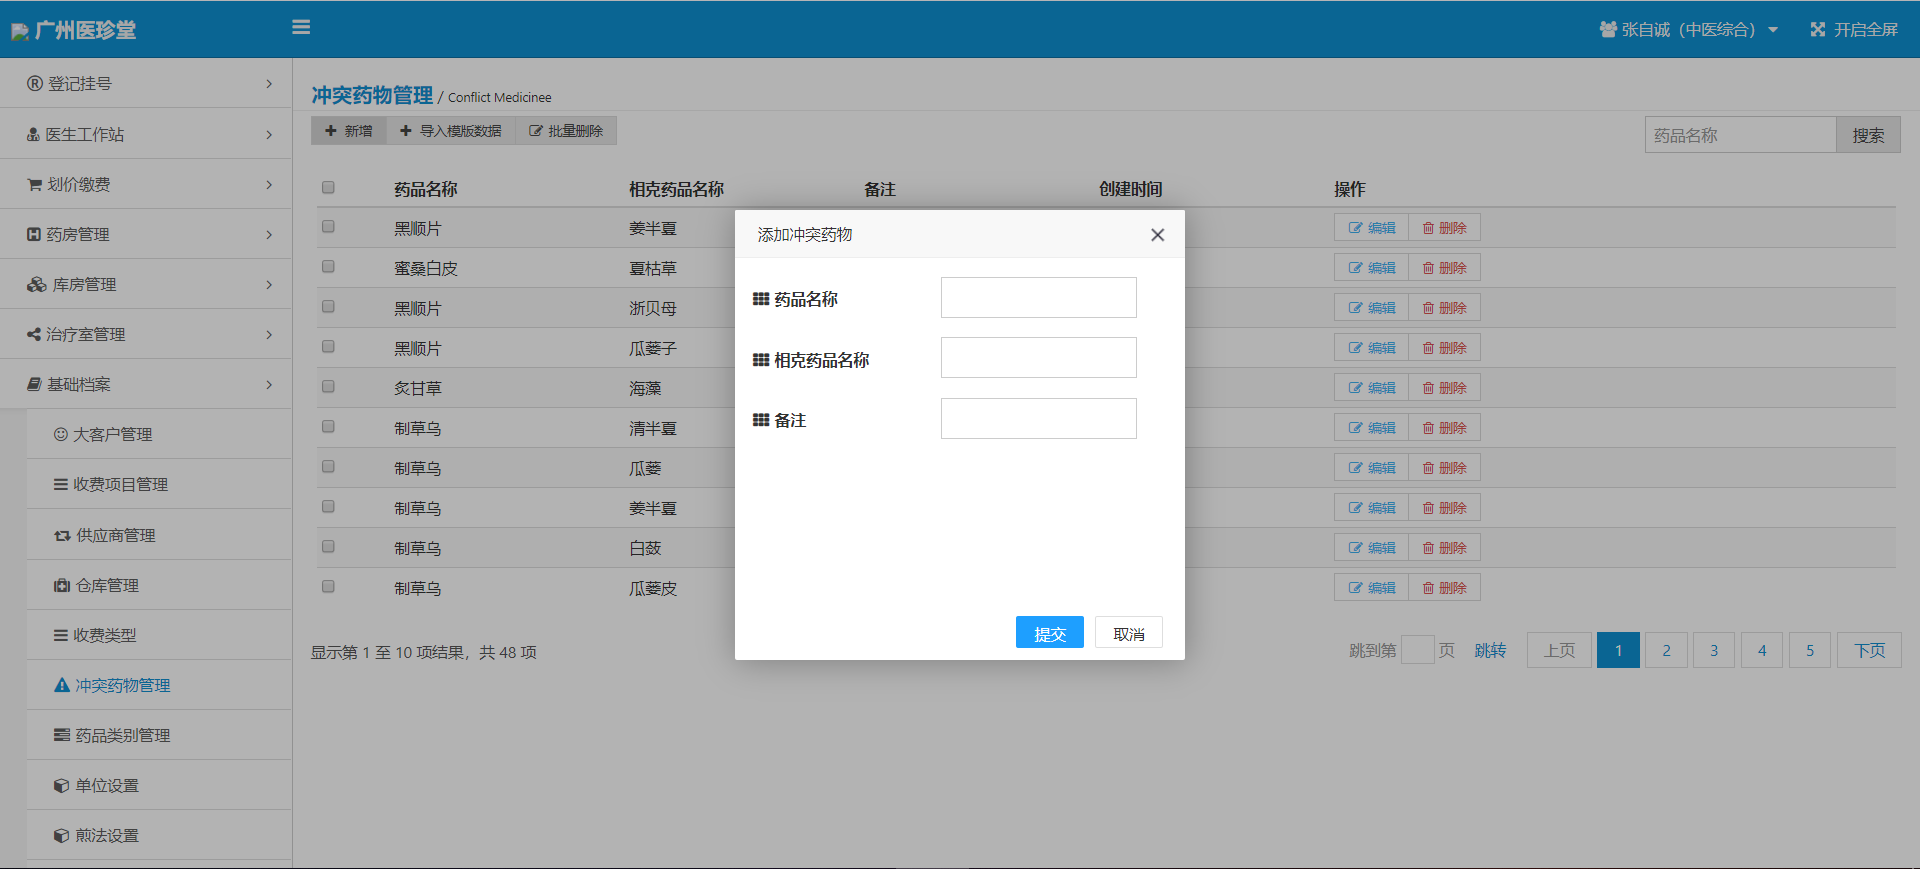 广州医珍堂
张自诚（中医综合）
开启全屏
登记挂号
医生工作站
划价缴费
药房管理
库房管理
治疗室管理
基础档案
大客户管理
收费项目管理
供应商管理
仓库管理
收费类型
冲突药物管理
药品类别管理
单位设置
煎法设置
冲突药物管理 / Conflict Medicinee
新增 导入模版数据 批量删除
药品名称 搜索
药品名称 相克药品名称 备注 创建时间 操作
黑顺片 姜半夏 编辑 删除
蜜桑白皮 夏枯草 编辑 删除
黑顺片 浙贝母 编辑 删除
黑顺片 瓜蒌子 编辑 删除
炙甘草 海藻 编辑 删除
制草乌 清半夏 编辑 删除
制草乌 瓜蒌 编辑 删除
制草乌 姜半夏 编辑 删除
制草乌 白蔹 编辑 删除
制草乌 瓜蒌皮 编辑 删除
添加冲突药物
药品名称
相克药品名称
备注
提交 取消
显示第 1 至 10 项结果，共 48 项
跳到第 页 跳转 上页 1 2 3 4 5 下页